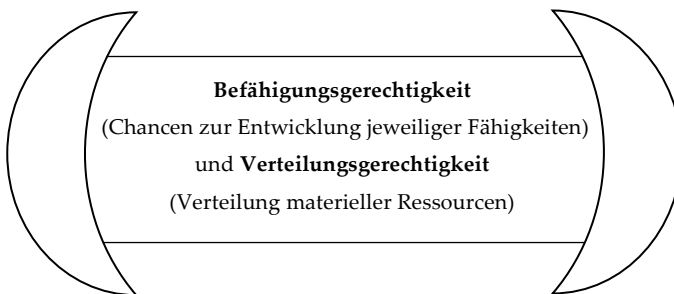 Befähigungsgerechtigkeit
(Chancen zur Entwicklung jeweiliger Fähigkeiten)
und Verteilungsgerechtigkeit
(Verteilung materieller Ressourcen)